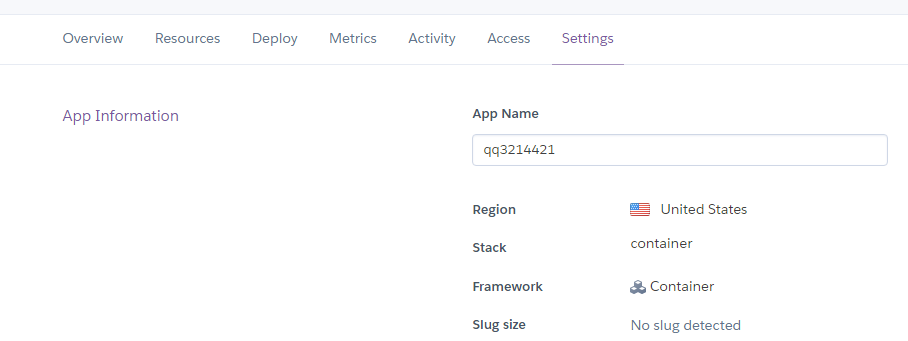 Overview Resources Deploy Metrics Activity Access Settings
App Information
App Name
qq3214421
Region United States
Stack container
Framework Container
Slug size No slug detected